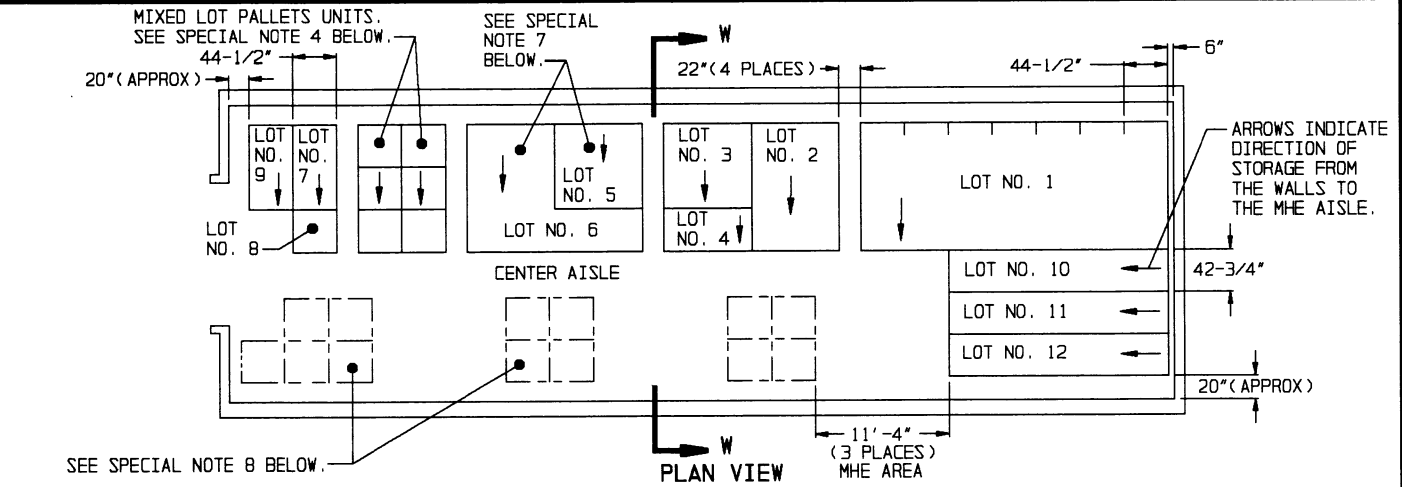 MIXED LOT PALLETS UNITS.
SEE SPECIAL NOTE 4 BELOW.
44-1/2"
20"(APPROX)
SEE SPECIAL
NOTE 7
BELOW.
W
22"(4 PLACES)
44-1/2"
6"
LOT
NO.
9
LOT
NO.
7
LOT
NO. 8
LOT
NO. 5
LOT NO. 6
LOT
NO. 3
LOT
NO. 4
LOT
NO. 2
LOT NO. 1
ARROWS INDICATE
DIRECTION OF
STORAGE FROM
THE WALLS TO
THE MHE AISLE.
CENTER AISLE
LOT NO. 10
42-3/4"
LOT NO. 11
LOT NO. 12
20"(APPROX)
11'-4"
(3 PLACES)
MHE AREA
SEE SPECIAL NOTE 8 BELOW.
W
PLAN VIEW